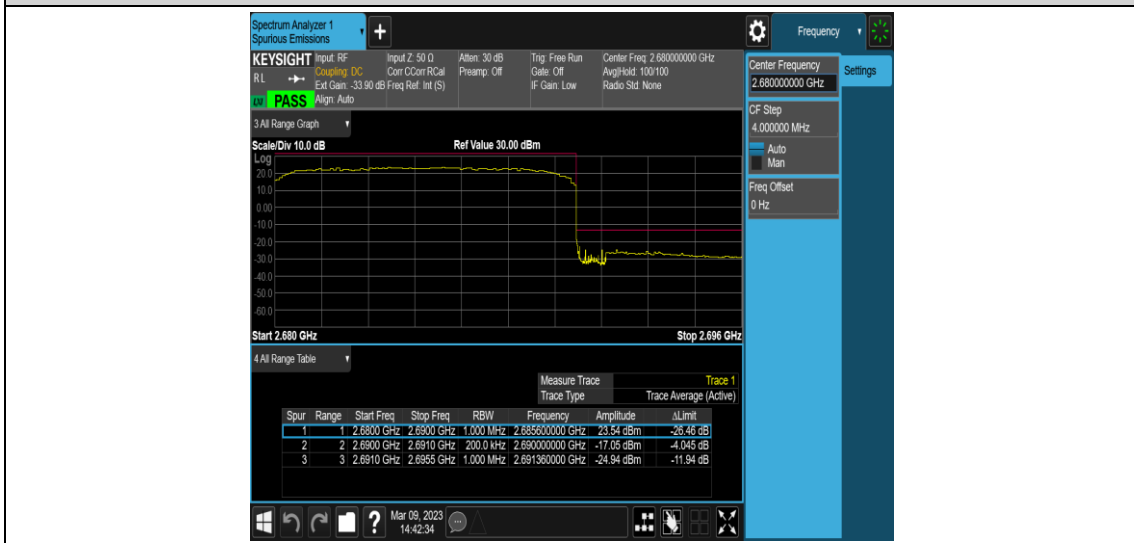 Spectrum Analyzer 1
Spurious Emissions
+
Frequency
KEYSIGHT Input: RF Input Z: 50 Ω Atten: 30 dB Trig: Free Run Center Freq: 2.680000000 GHz
RL Coupling: DC Corr CCorr RCal Preamp: Off Gate: Off Avg|Hold: 100/100
Ext Gain: -33.90 dB Freq Ref: Int (S) IF Gain: Low Radio Std: None
LXI PASS Align: Auto
Center Frequency
2.680000000 GHz
Settings
CF Step
4.000000 MHz
Auto
Man
Freq Offset
0 Hz
3 All Range Graph
Scale/Div 10.0 dB Ref Value 30.00 dBm
Log
20.0
10.0
0.00
-10.0
-20.0
-30.0
-40.0
-50.0
-60.0
Start 2.680 GHz Stop 2.696 GHz
4 All Range Table
Measure Trace Trace 1
Trace Type Trace Average (Active)
Spur Range Start Freq Stop Freq RBW Frequency Amplitude ΔLimit
1 1 2.6800 GHz 2.6900 GHz 1.000 MHz 2.685600000 GHz 23.54 dBm -26.46 dB
2 2 2.6900 GHz 2.6910 GHz 200.0 kHz 2.690000000 GHz -17.05 dBm -4.045 dB
3 3 2.6910 GHz 2.6955 GHz 1.000 MHz 2.691360000 GHz -24.94 dBm -11.94 dB
? Mar 09, 2023
14:42:34